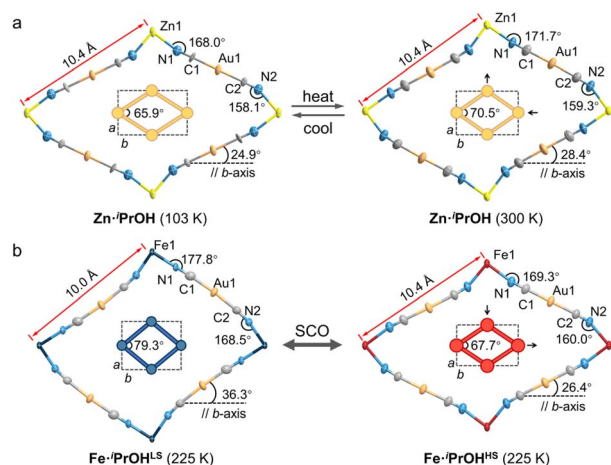 a
10.4 Å
Zn1
168.0°
N1
C1
Au1
C2
N2
158.1°
65.9°
a
b
24.9°
// b-axis
Zn·ⁱPrOH (103 K)
heat
cool
10.4 Å
Zn1
171.7°
N1
C1
Au1
C2
N2
159.3°
70.5°
a
b
28.4°
// b-axis
Zn·ⁱPrOH (300 K)
b
10.0 Å
Fe1
177.8°
N1
C1
Au1
C2
N2
168.5°
79.3°
a
b
36.3°
// b-axis
Fe·ⁱPrOHᴸˢ (225 K)
SCO
10.4 Å
Fe1
169.3°
N1
C1
Au1
C2
N2
160.0°
67.7°
a
b
26.4°
// b-axis
Fe·ⁱPrOHᴴˢ (225 K)